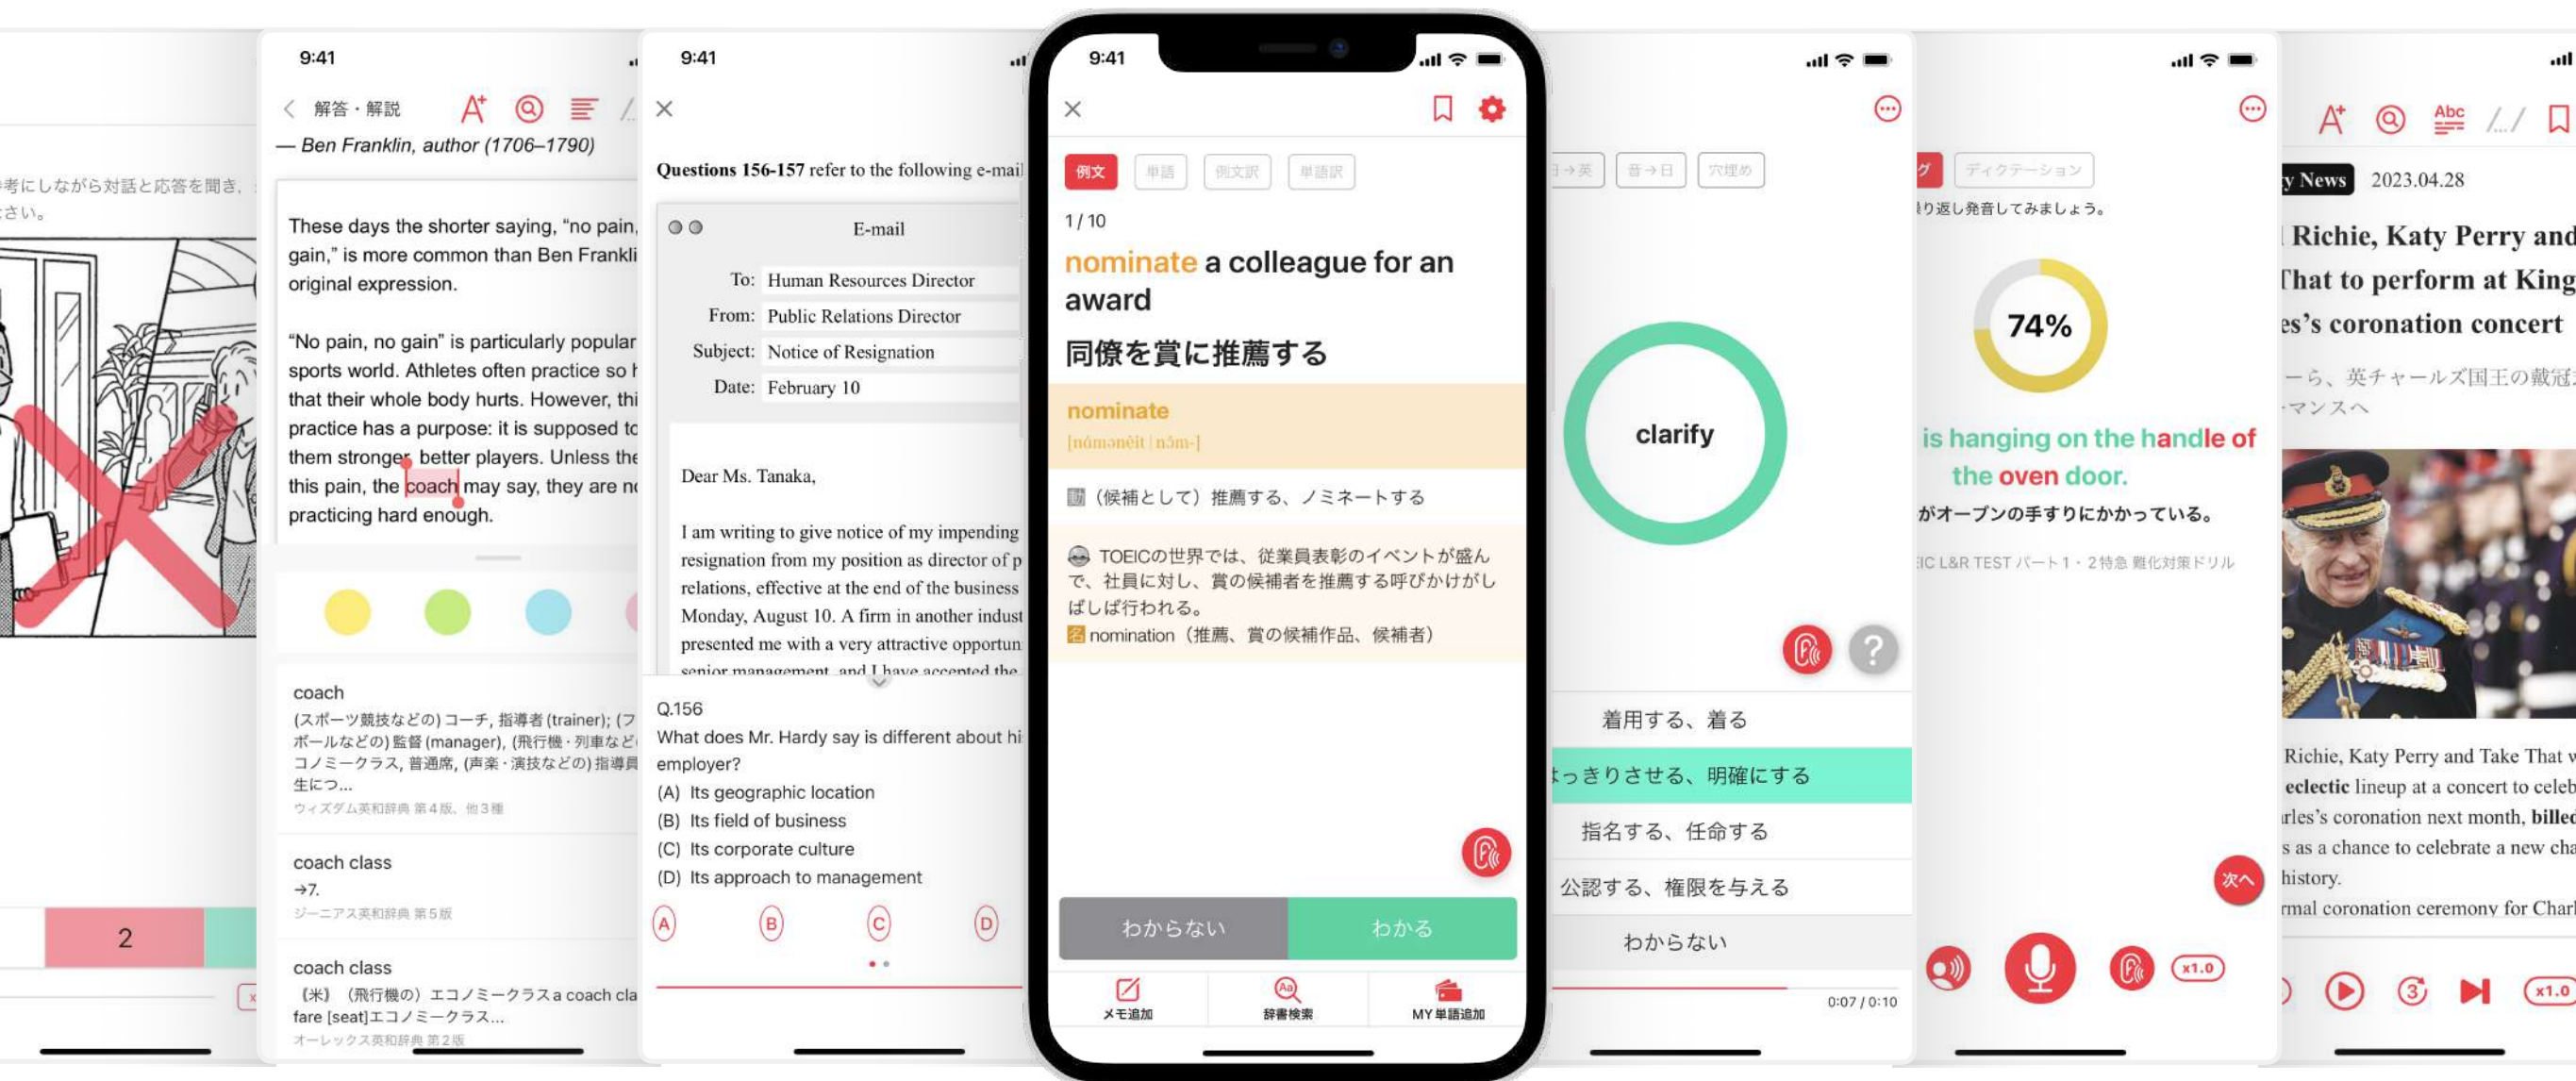 考にしながら対話と応答を聞き,
さい。
2
9:41
解答・解説
A+
— Ben Franklin, author (1706–1790)
These days the shorter saying, “no pain,
gain,” is more common than Ben Frankli
original expression.
“No pain, no gain” is particularly popular
sports world. Athletes often practice so h
that their whole body hurts. However, thi
practice has a purpose: it is supposed to
them stronger, better players. Unless the
this pain, the coach may say, they are no
practicing hard enough.
coach
(スポーツ競技などの) コーチ, 指導者 (trainer); (フ
ボールなどの) 監督 (manager), (飛行機・列車など
コノミークラス, 普通席, (声楽・演技などの) 指導員
生につ...
ウィズダム英和辞典 第4版、他3種
coach class
→7.
ジーニアス英和辞典 第5版
coach class
《米》（飛行機の）エコノミークラス a coach cla
fare [seat]エコノミークラス...
オーレックス英和辞典 第2版
9:41
Questions 156-157 refer to the following e-mail
E-mail
To: Human Resources Director
From: Public Relations Director
Subject: Notice of Resignation
Date: February 10
Dear Ms. Tanaka,
I am writing to give notice of my impending
resignation from my position as director of p
relations, effective at the end of the business
Monday, August 10. A firm in another indust
presented me with a very attractive opportun
senior management, and I have accepted the
Q.156
What does Mr. Hardy say is different about hi
employer?
(A) Its geographic location
(B) Its field of business
(C) Its corporate culture
(D) Its approach to management
A B C D
9:41
例文 単語 例文訳 単語訳
1 / 10
nominate a colleague for an
award
同僚を賞に推薦する
nominate
[nάmənèit | nɔ́m-]
動（候補として）推薦する、ノミネートする
TOEICの世界では、従業員表彰のイベントが盛ん
で、社員に対し、賞の候補者を推薦する呼びかけがし
ばしば行われる。
名 nomination（推薦、賞の候補作品、候補者）
わからない わかる
メモ追加 辞書検索 MY単語追加
日→英 音→日 穴埋め
clarify
?
着用する、着る
はっきりさせる、明確にする
指名する、任命する
公認する、権限を与える
わからない
0:07 / 0:10
グ ディクテーション
り返し発音してみましょう。
74%
is hanging on the handle of
the oven door.
がオーブンの手すりにかかっている。
EIC L&R TEST パート1・2特急 難化対策ドリル
次へ
x1.0
A+ Abc
y News 2023.04.28
Richie, Katy Perry and
That to perform at King
es’s coronation concert
ーら、英チャールズ国王の戴冠
ーマンスへ
Richie, Katy Perry and Take That w
eclectic lineup at a concert to celeb
rles’s coronation next month, billed
s as a chance to celebrate a new cha
history.
rmal coronation ceremony for Charl
3 x1.0